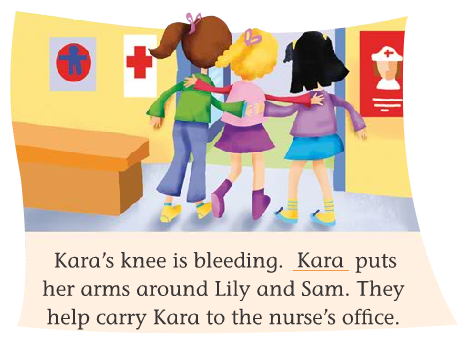 Kara's knee is bleeding. Kara puts
her arms around Lily and Sam. They
help carry Kara to the nurse's office.